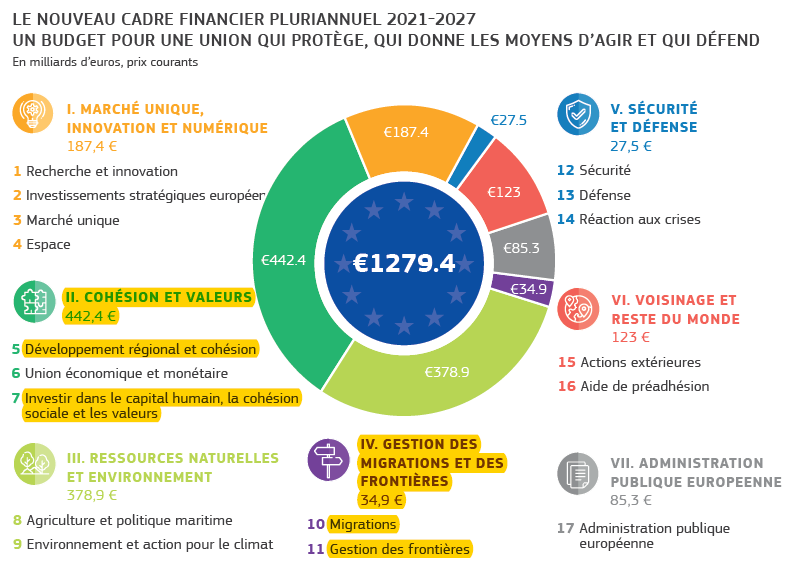 LE NOUVEAU CADRE FINANCIER PLURIANNUEL 2021-2027
UN BUDGET POUR UNE UNION QUI PROTÈGE, QUI DONNE LES MOYENS D'AGIR ET QUI DÉFEND
En milliards d'euros, prix courants
I. MARCHÉ UNIQUE,
INNOVATION ET NUMÉRIQUE
187,4 €
1 Recherche et innovation
2 Investissements stratégiques européen
3 Marché unique
4 Espace
II. COHÉSION ET VALEURS
442,4 €
5 Développement régional et cohésion
6 Union économique et monétaire
7 Investir dans le capital humain, la cohésion
sociale et les valeurs
III. RESSOURCES NATURELLES
ET ENVIRONNEMENT
378,9 €
8 Agriculture et politique maritime
9 Environnement et action pour le climat
€187.4
€27.5
€123
€85.3
€34.9
€378.9
€442.4
€1279.4
IV. GESTION DES
MIGRATIONS ET DES
FRONTIÈRES
34,9 €
10 Migrations
11 Gestion des frontières
V. SÉCURITÉ
ET DÉFENSE
27,5 €
12 Sécurité
13 Défense
14 Réaction aux crises
VI. VOISINAGE ET
RESTE DU MONDE
123 €
15 Actions extérieures
16 Aide de préadhésion
VII. ADMINISTRATION
PUBLIQUE EUROPEENNE
85,3 €
17 Administration publique
européenne